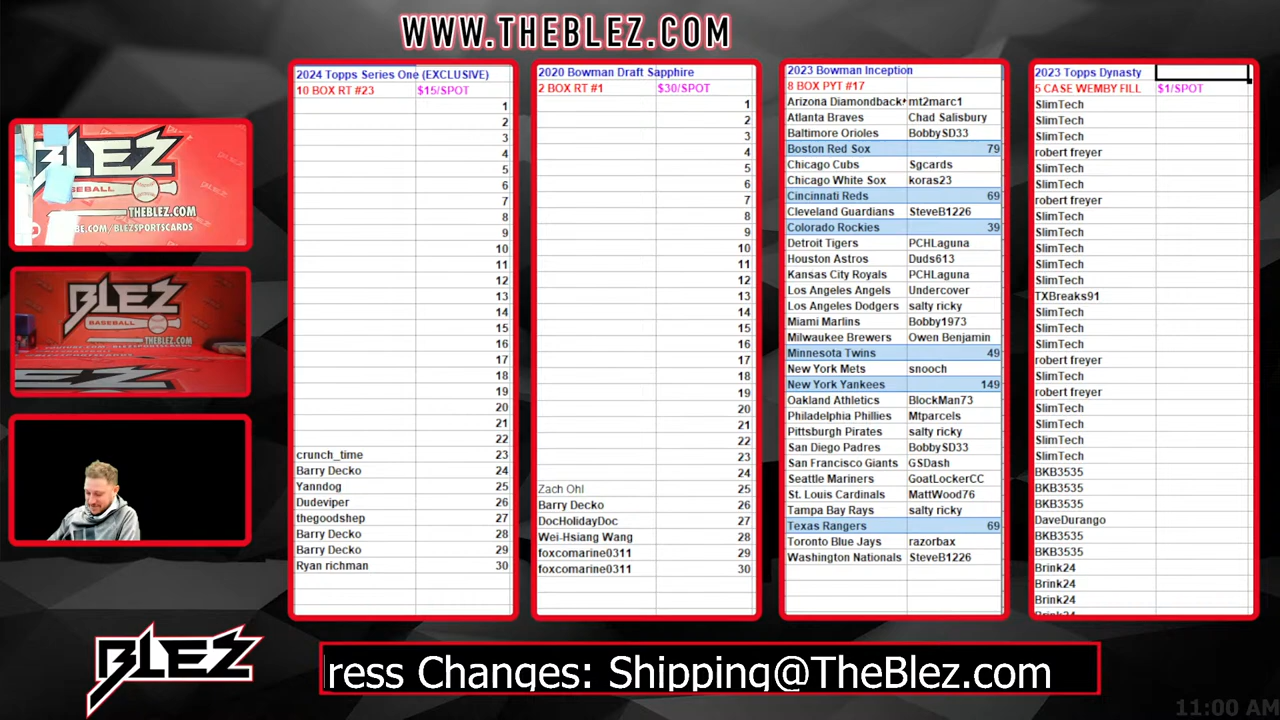 WWW.THEBLEZ.COM
BLEZ
BASEBALL
THEBLEZ.COM
BE.COM/BLEZSPORTSCARDS
BLEZ
BASEBALL
THEBLEZ.COM
2024 Topps Series One (EXCLUSIVE)
10 BOX RT #23 $15/SPOT
1
2
3
4
5
6
7
8
9
10
11
12
13
14
15
16
17
18
19
20
21
22
crunch_time 23
Barry Decko 24
Yanndog 25
Dudeviper 26
thegoodshep 27
Barry Decko 28
Barry Decko 29
Ryan richman 30
2020 Bowman Draft Sapphire
2 BOX RT #1 $30/SPOT
1
2
3
4
5
6
7
8
9
10
11
12
13
14
15
16
17
18
19
20
21
22
23
24
Zach Ohl 25
Barry Decko 26
DocHolidayDoc 27
Wei-Hsiang Wang 28
foxcomarine0311 29
foxcomarine0311 30
2023 Bowman Inception
8 BOX PYT #17
Arizona Diamondback mt2marc1
Atlanta Braves Chad Salisbury
Baltimore Orioles BobbySD33
Boston Red Sox 79
Chicago Cubs Sgcards
Chicago White Sox koras23
Cincinnati Reds 69
Cleveland Guardians SteveB1226
Colorado Rockies 39
Detroit Tigers PCHLaguna
Houston Astros Duds613
Kansas City Royals PCHLaguna
Los Angeles Angels Undercover
Los Angeles Dodgers salty ricky
Miami Marlins Bobby1973
Milwaukee Brewers Owen Benjamin
Minnesota Twins 49
New York Mets snooch
New York Yankees 149
Oakland Athletics BlockMan73
Philadelphia Phillies Mtparcels
Pittsburgh Pirates salty ricky
San Diego Padres BobbySD33
San Francisco Giants GSDash
Seattle Mariners GoatLockerCC
St. Louis Cardinals MattWood76
Tampa Bay Rays salty ricky
Texas Rangers 69
Toronto Blue Jays razorbax
Washington Nationals SteveB1226
2023 Topps Dynasty
5 CASE WEMBY FILL $1/SPOT
SlimTech
SlimTech
SlimTech
robert freyer
SlimTech
SlimTech
robert freyer
SlimTech
SlimTech
SlimTech
SlimTech
SlimTech
TXBreaks91
SlimTech
SlimTech
SlimTech
robert freyer
SlimTech
robert freyer
SlimTech
SlimTech
SlimTech
SlimTech
BKB3535
BKB3535
BKB3535
DaveDurango
BKB3535
BKB3535
Brink24
Brink24
Brink24
BLEZ
ress Changes: Shipping@TheBlez.com
11:00 AM